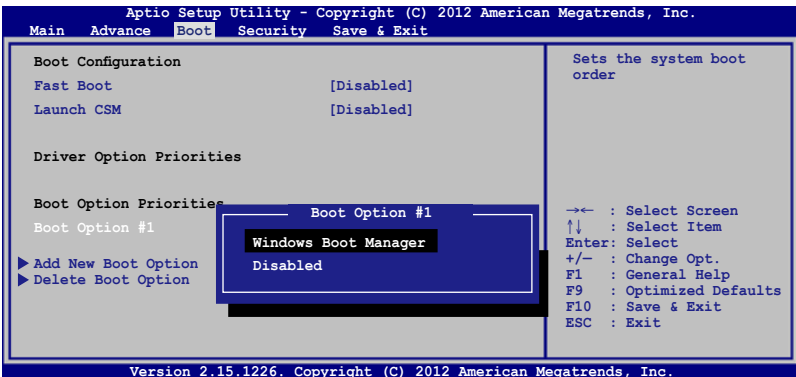 Aptio Setup Utility - Copyright (C) 2012 American Megatrends, Inc.
Main Advance Boot Security Save & Exit
Boot Configuration
Fast Boot [Disabled]
Launch CSM [Disabled]
Driver Option Priorities
Boot Option Priorities
Boot Option #1
Add New Boot Option
Delete Boot Option
Boot Option #1
Windows Boot Manager
Disabled
Sets the system boot
order
→← : Select Screen
↑↓ : Select Item
Enter: Select
+/— : Change Opt.
F1 : General Help
F9 : Optimized Defaults
F10 : Save & Exit
ESC : Exit
Version 2.15.1226. Copyright (C) 2012 American Megatrends, Inc.